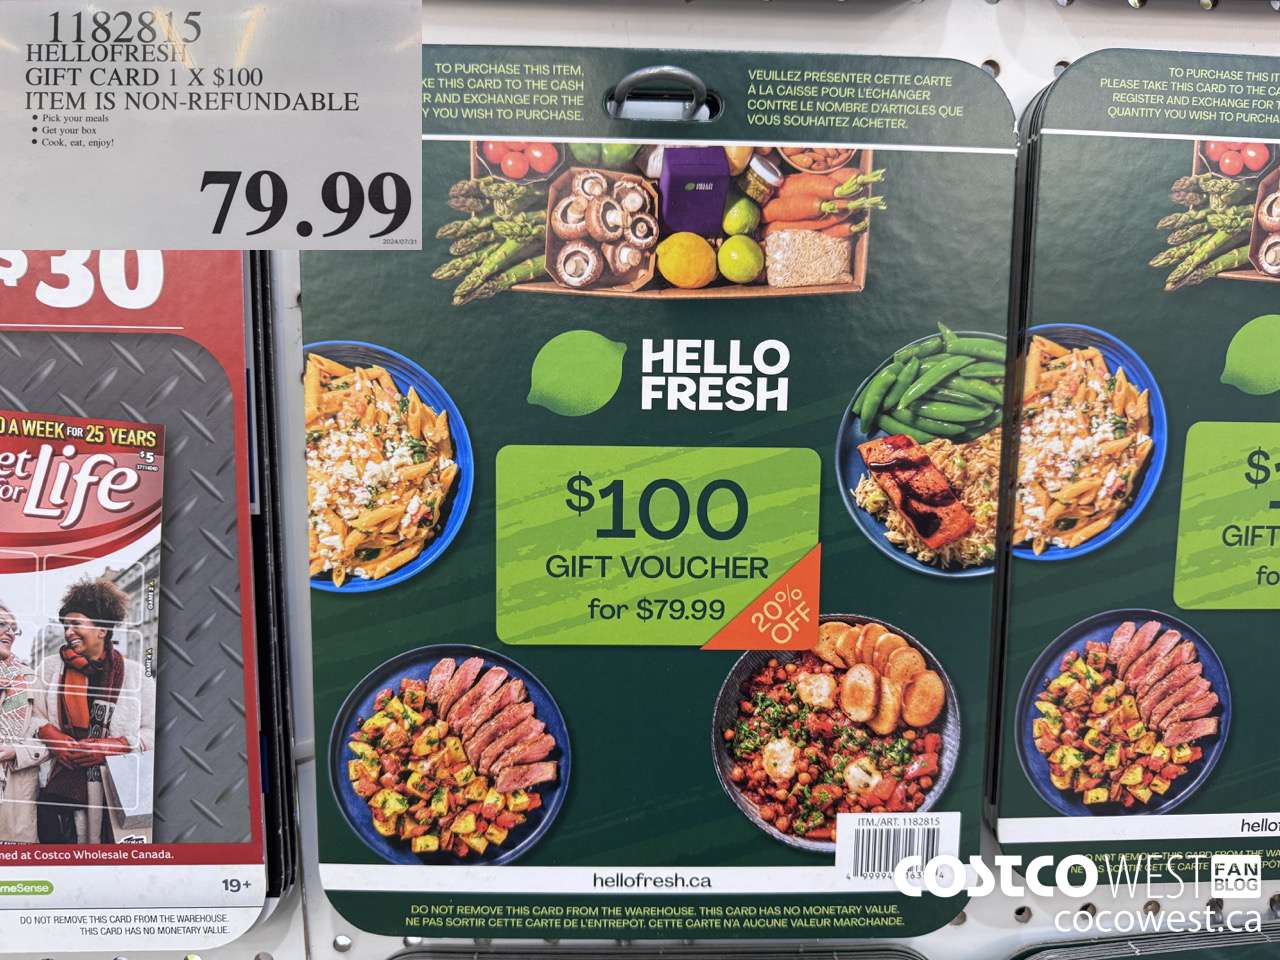 1182815
HELLOFRESH
GIFT CARD 1 X $100
ITEM IS NON-REFUNDABLE
• Pick your meals
• Get your box
• Cook, eat, enjoy!
79.99
2024/07/31
TO PURCHASE THIS ITEM,
KE THIS CARD TO THE CASH
R AND EXCHANGE FOR THE
Y YOU WISH TO PURCHASE.
VEUILLEZ PRÉSENTER CETTE CARTE
À LA CAISSE POUR L'ÉCHANGER
CONTRE LE NOMBRE D'ARTICLES QUE
VOUS SOUHAITEZ ACHETER.
HELLO
FRESH
$100
GIFT VOUCHER
for $79.99
20%
OFF
ITM./ART. 1182815
hellofresh.ca
DO NOT REMOVE THIS CARD FROM THE WAREHOUSE. THIS CARD HAS NO MONETARY VALUE.
NE PAS SORTIR CETTE CARTE DE L'ENTREPÔT. CETTE CARTE N'A AUCUNE VALEUR MARCHANDE.
$30
D A WEEK FOR 25 YEARS
et
for Life
$5
ned at Costco Wholesale Canada.
meSense
19+
DO NOT REMOVE THIS CARD FROM THE WAREHOUSE.
THIS CARD HAS NO MONETARY VALUE.
TO PURCHASE THIS IT
PLEASE TAKE THIS CARD TO THE CA
REGISTER AND EXCHANGE FOR T
QUANTITY YOU WISH TO PURCHA
$1
GIFT
fo
hellof
COSTCO WEST FAN
BLOG
cocowest.ca